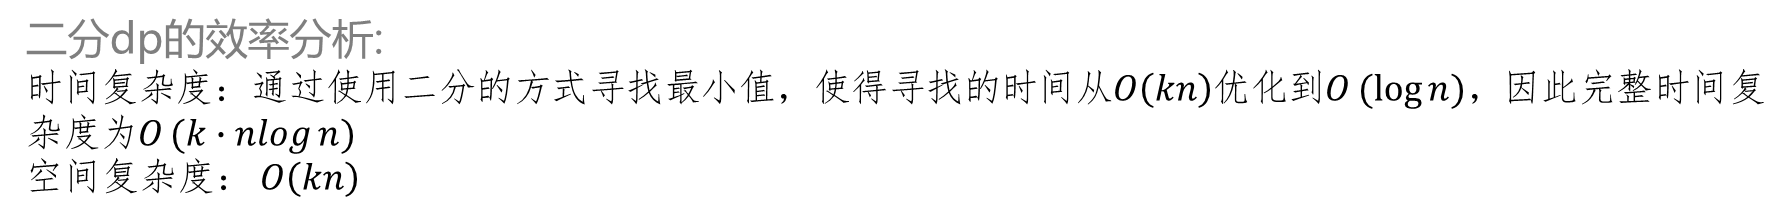 二分dp的效率分析:
时间复杂度：通过使用二分的方式寻找最小值，使得寻找的时间从O(kn)优化到O (log n)，因此完整时间复
杂度为O (k · nlog n)
空间复杂度： O(kn)